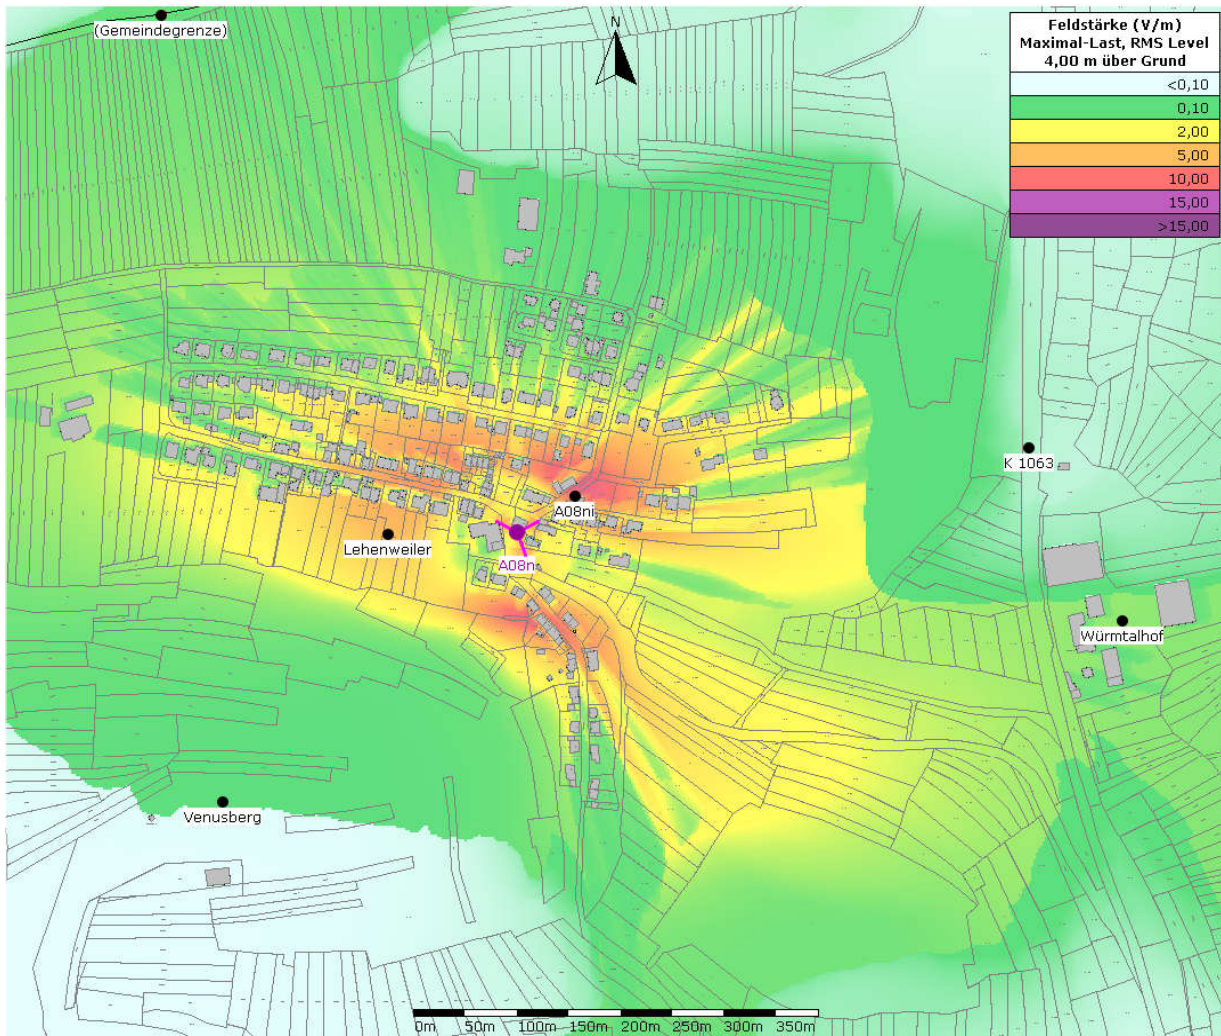 (Gemeindegrenze)
N
Feldstärke (V/m)
Maximal-Last, RMS Level
4,00 m über Grund
<0,10
0,10
2,00
5,00
10,00
15,00
>15,00
K 1063
A08ni
Lehenweiler
A08n
Würmtalhof
Venusberg
0m 50m 100m 150m 200m 250m 300m 350m